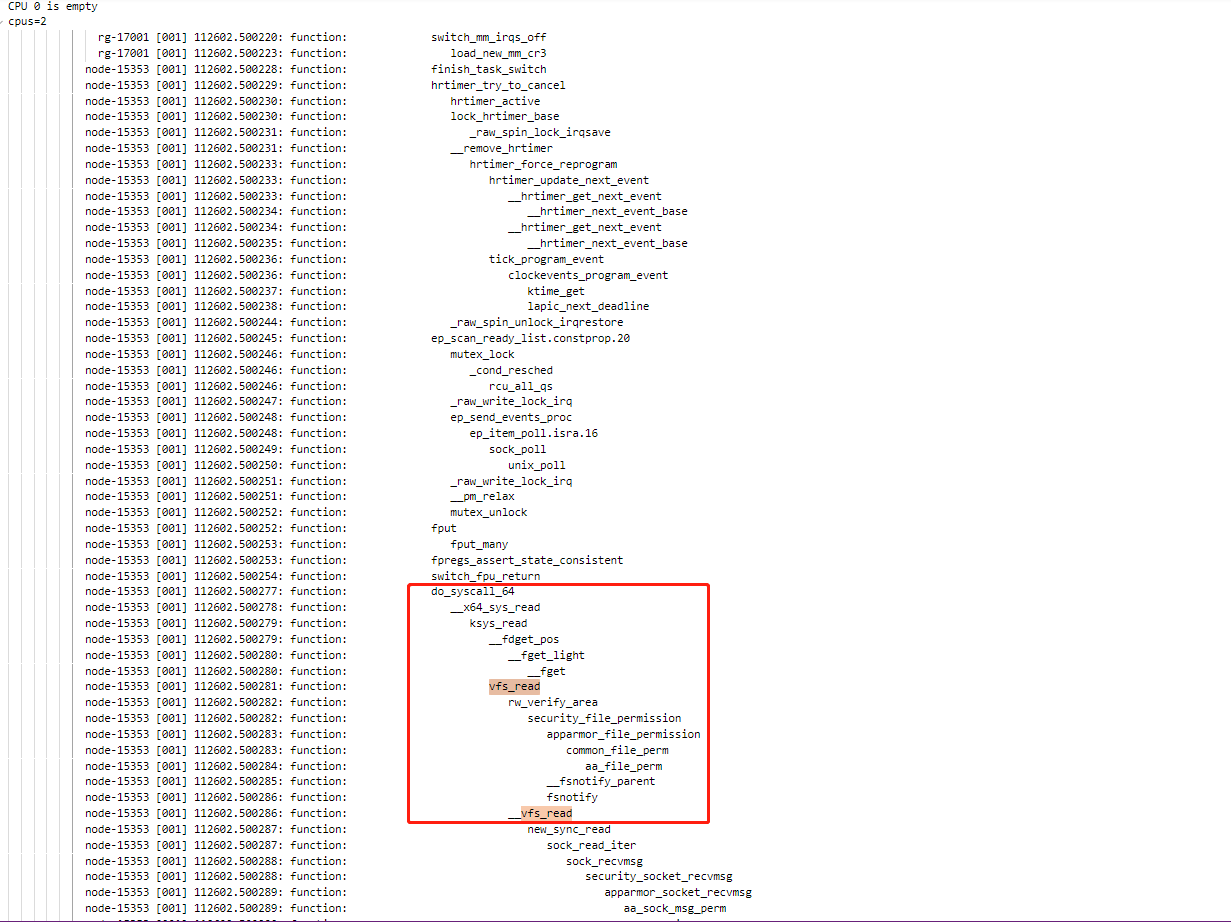 CPU 0 is empty
cpus=2
rg-17001 [001] 112602.500220: function: switch_mm_irqs_off
rg-17001 [001] 112602.500223: function: load_new_mm_cr3
node-15353 [001] 112602.500228: function: finish_task_switch
node-15353 [001] 112602.500229: function: hrtimer_try_to_cancel
node-15353 [001] 112602.500230: function: hrtimer_active
node-15353 [001] 112602.500230: function: lock_hrtimer_base
node-15353 [001] 112602.500231: function: _raw_spin_lock_irqsave
node-15353 [001] 112602.500231: function: __remove_hrtimer
node-15353 [001] 112602.500233: function: hrtimer_force_reprogram
node-15353 [001] 112602.500233: function: hrtimer_update_next_event
node-15353 [001] 112602.500233: function: __hrtimer_get_next_event
node-15353 [001] 112602.500234: function: __hrtimer_next_event_base
node-15353 [001] 112602.500234: function: __hrtimer_get_next_event
node-15353 [001] 112602.500235: function: __hrtimer_next_event_base
node-15353 [001] 112602.500236: function: tick_program_event
node-15353 [001] 112602.500236: function: clockevents_program_event
node-15353 [001] 112602.500237: function: ktime_get
node-15353 [001] 112602.500238: function: lapic_next_deadline
node-15353 [001] 112602.500244: function: _raw_spin_unlock_irqrestore
node-15353 [001] 112602.500245: function: ep_scan_ready_list.constprop.20
node-15353 [001] 112602.500246: function: mutex_lock
node-15353 [001] 112602.500246: function: _cond_resched
node-15353 [001] 112602.500246: function: rcu_all_qs
node-15353 [001] 112602.500247: function: _raw_write_lock_irq
node-15353 [001] 112602.500248: function: ep_send_events_proc
node-15353 [001] 112602.500248: function: ep_item_poll.isra.16
node-15353 [001] 112602.500249: function: sock_poll
node-15353 [001] 112602.500250: function: unix_poll
node-15353 [001] 112602.500251: function: _raw_write_lock_irq
node-15353 [001] 112602.500251: function: __pm_relax
node-15353 [001] 112602.500252: function: mutex_unlock
node-15353 [001] 112602.500252: function: fput
node-15353 [001] 112602.500253: function: fput_many
node-15353 [001] 112602.500253: function: fpregs_assert_state_consistent
node-15353 [001] 112602.500254: function: switch_fpu_return
node-15353 [001] 112602.500277: function: do_syscall_64
node-15353 [001] 112602.500278: function: __x64_sys_read
node-15353 [001] 112602.500279: function: ksys_read
node-15353 [001] 112602.500279: function: __fdget_pos
node-15353 [001] 112602.500280: function: __fget_light
node-15353 [001] 112602.500280: function: __fget
node-15353 [001] 112602.500281: function: vfs_read
node-15353 [001] 112602.500282: function: rw_verify_area
node-15353 [001] 112602.500282: function: security_file_permission
node-15353 [001] 112602.500283: function: apparmor_file_permission
node-15353 [001] 112602.500283: function: common_file_perm
node-15353 [001] 112602.500284: function: aa_file_perm
node-15353 [001] 112602.500285: function: __fsnotify_parent
node-15353 [001] 112602.500286: function: fsnotify
node-15353 [001] 112602.500286: function: __vfs_read
node-15353 [001] 112602.500287: function: new_sync_read
node-15353 [001] 112602.500287: function: sock_read_iter
node-15353 [001] 112602.500288: function: sock_recvmsg
node-15353 [001] 112602.500288: function: security_socket_recvmsg
node-15353 [001] 112602.500289: function: apparmor_socket_recvmsg
node-15353 [001] 112602.500289: function: aa_sock_msg_perm